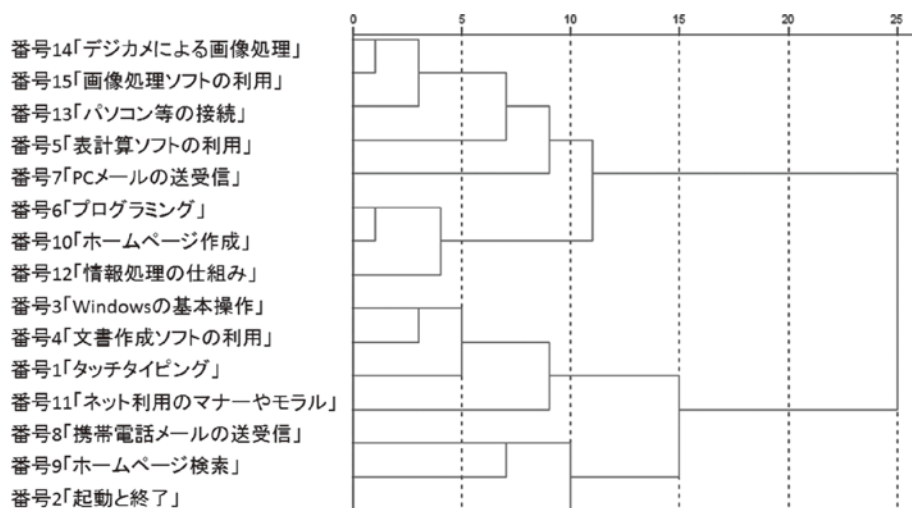 0 5 10 15 20 25
番号14「デジカメによる画像処理」
番号15「画像処理ソフトの利用」
番号13「パソコン等の接続」
番号5「表計算ソフトの利用」
番号7「PCメールの送受信」
番号6「プログラミング」
番号10「ホームページ作成」
番号12「情報処理の仕組み」
番号3「Windowsの基本操作」
番号4「文書作成ソフトの利用」
番号1「タッチタイピング」
番号11「ネット利用のマナーやモラル」
番号8「携帯電話メールの送受信」
番号9「ホームページ検索」
番号2「起動と終了」